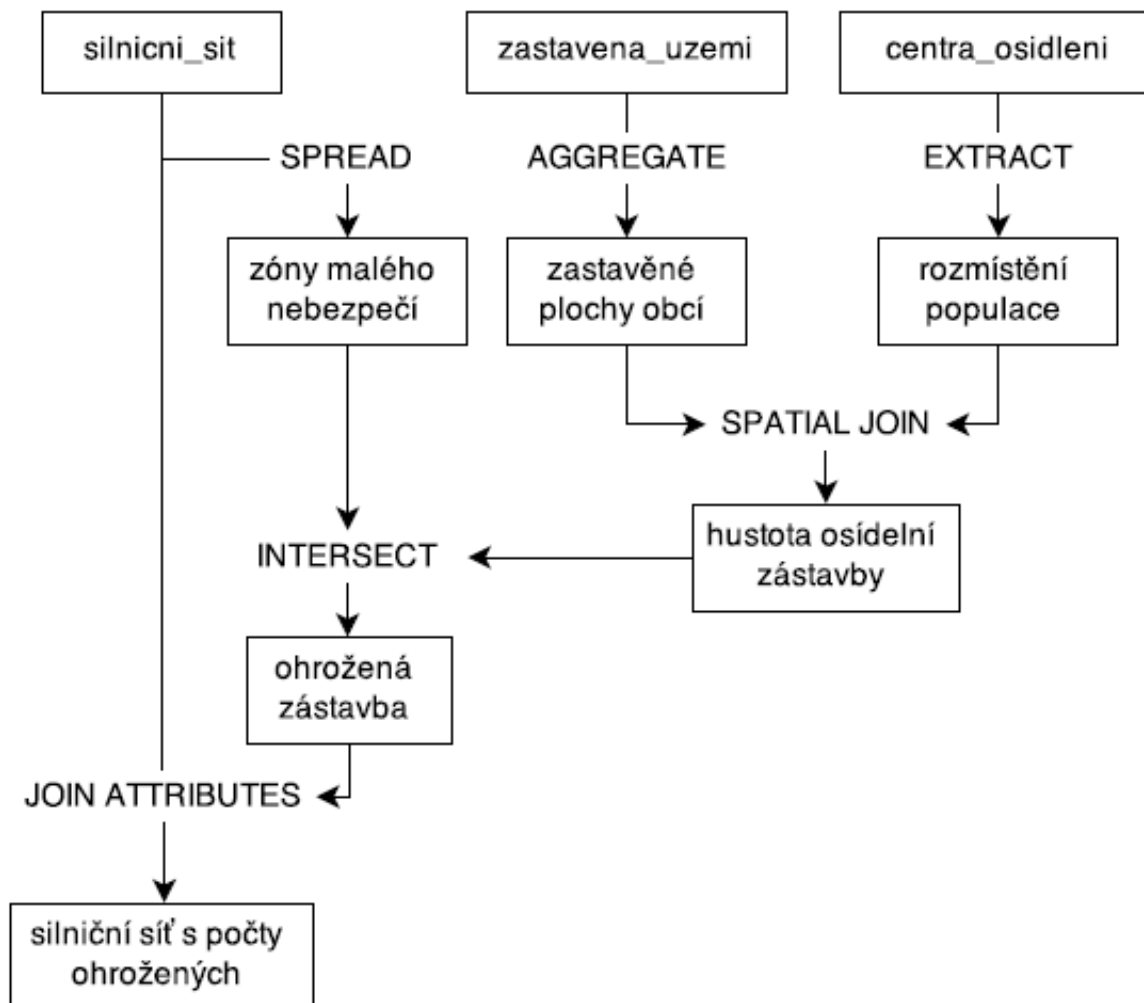 silnicni_sit
zastavena_uzemi
centra_osidleni
SPREAD
AGGREGATE
EXTRACT
zóny malého
nebezpečí
zastavěné
plochy obcí
rozmístění
populace
SPATIAL JOIN
INTERSECT
hustota osídelní
zástavby
ohrožená
zástavba
JOIN ATTRIBUTES
silniční síť s počty
ohrožených